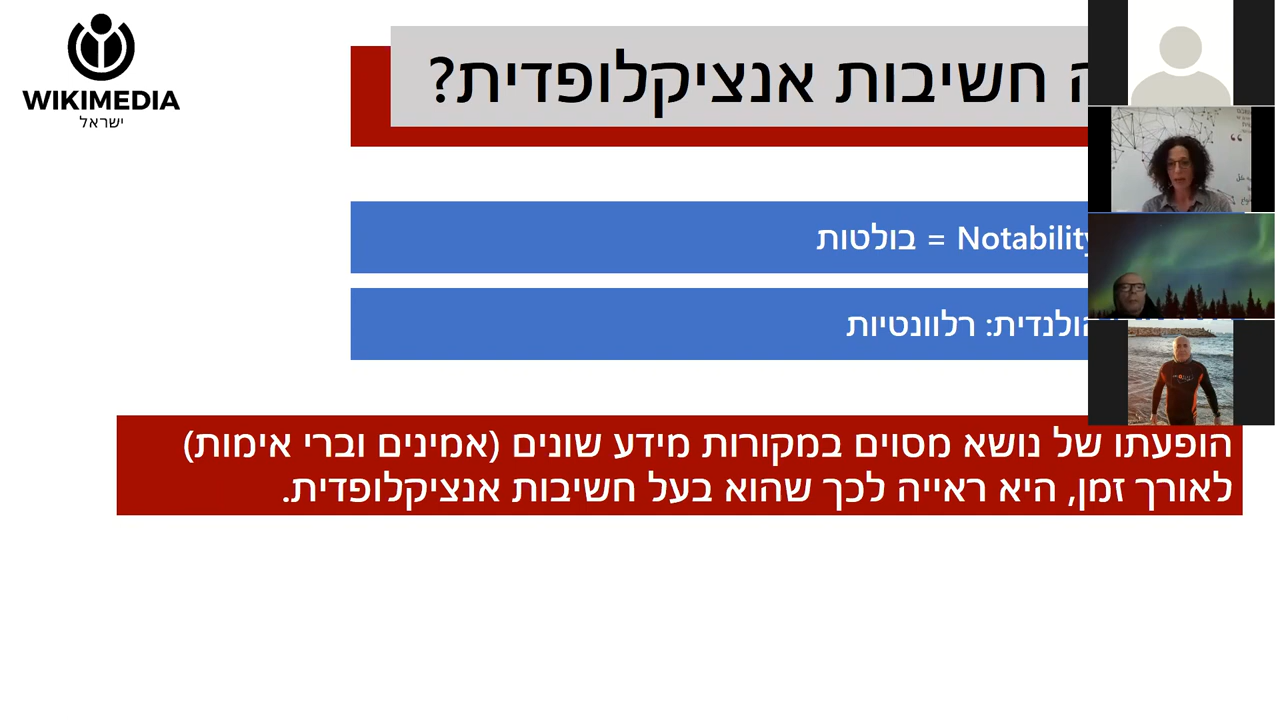 WIKIMEDIA
ישראל
חשיבות אנציקלופדית?
Notability = בולטות
רלוונטיות
הופעתו של נושא מסוים במקורות מידע שונים (אמינים וברי אימות)
לאורך זמן, היא ראייה לכך שהוא בעל חשיבות אנציקלופדית.